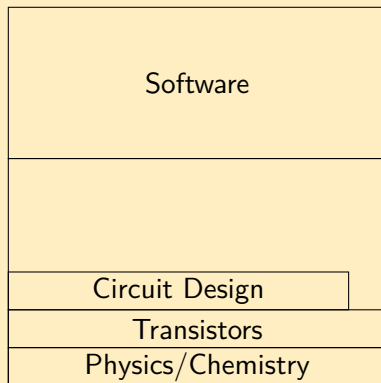 Software
Circuit Design
Transistors
Physics/Chemistry